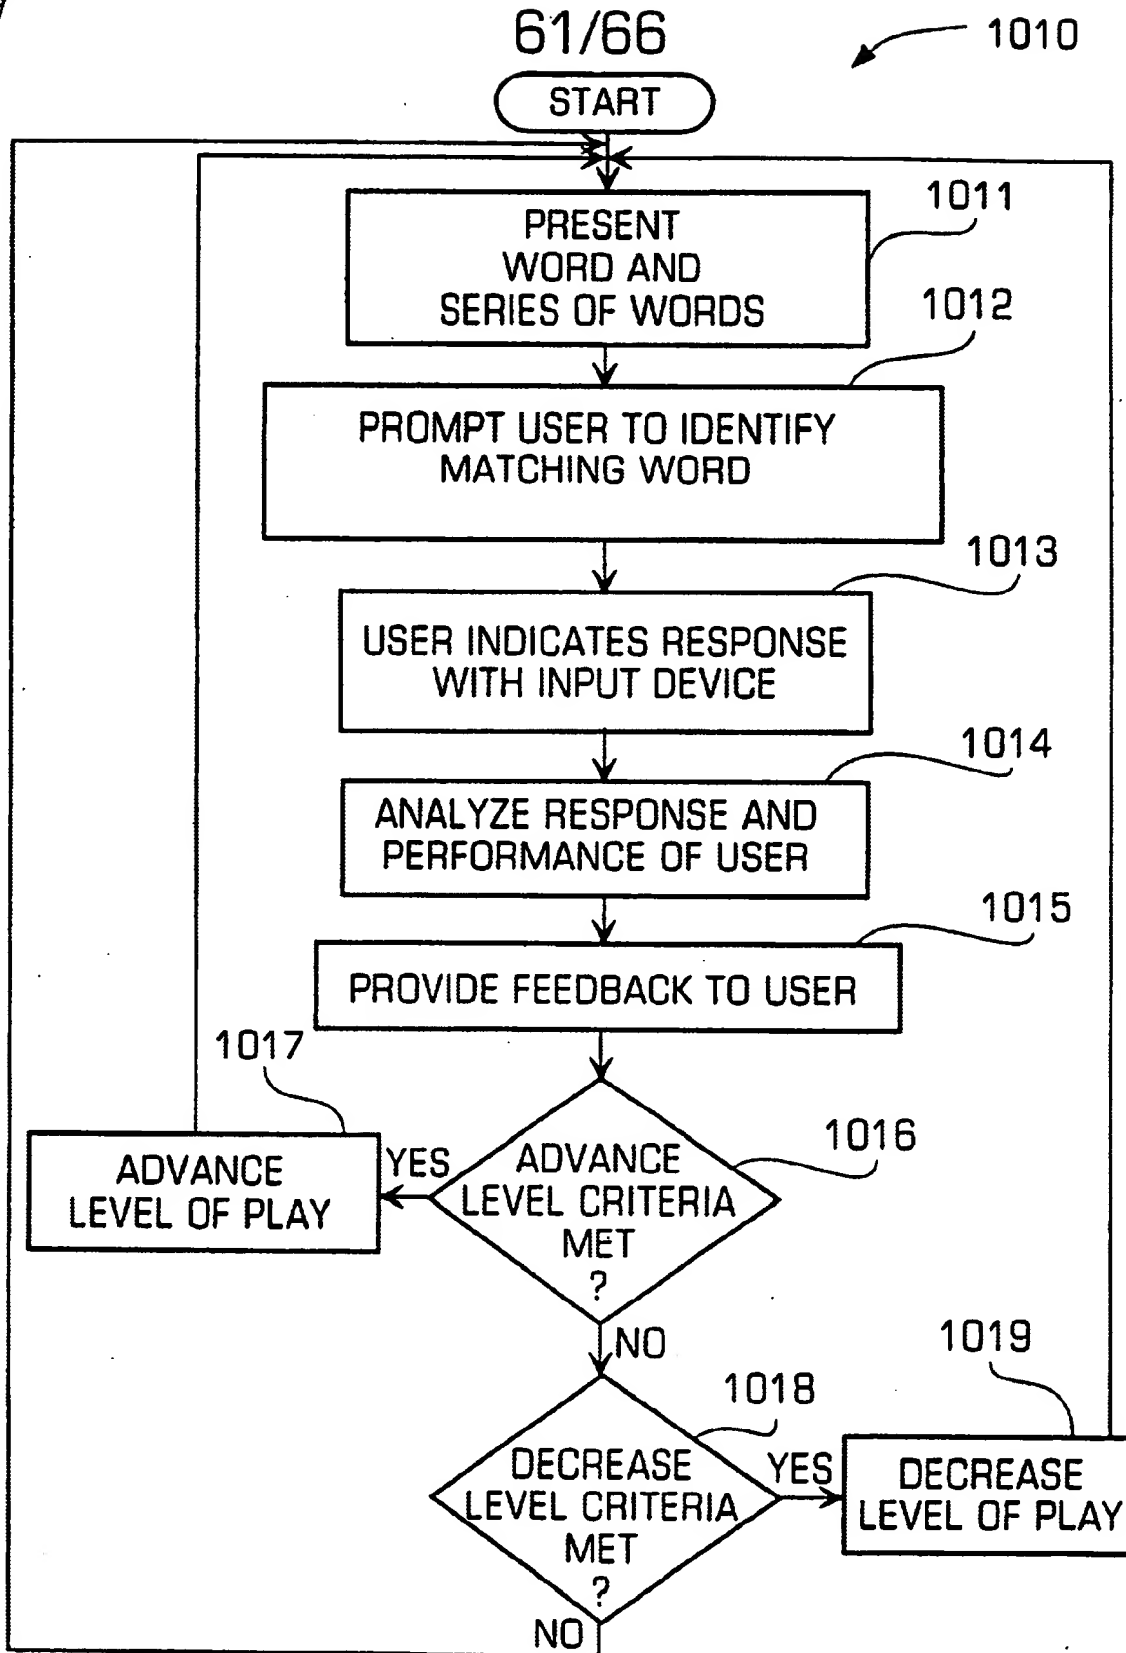 61/66
1010
START
1011
PRESENT
WORD AND
SERIES OF WORDS
1012
PROMPT USER TO IDENTIFY
MATCHING WORD
1013
USER INDICATES RESPONSE
WITH INPUT DEVICE
1014
ANALYZE RESPONSE AND
PERFORMANCE OF USER
1015
PROVIDE FEEDBACK TO USER
1017
ADVANCE
LEVEL OF PLAY
YES
1016
ADVANCE
LEVEL CRITERIA
MET
?
NO
1018
DECREASE
LEVEL CRITERIA
MET
?
YES
1019
DECREASE
LEVEL OF PLAY
NO